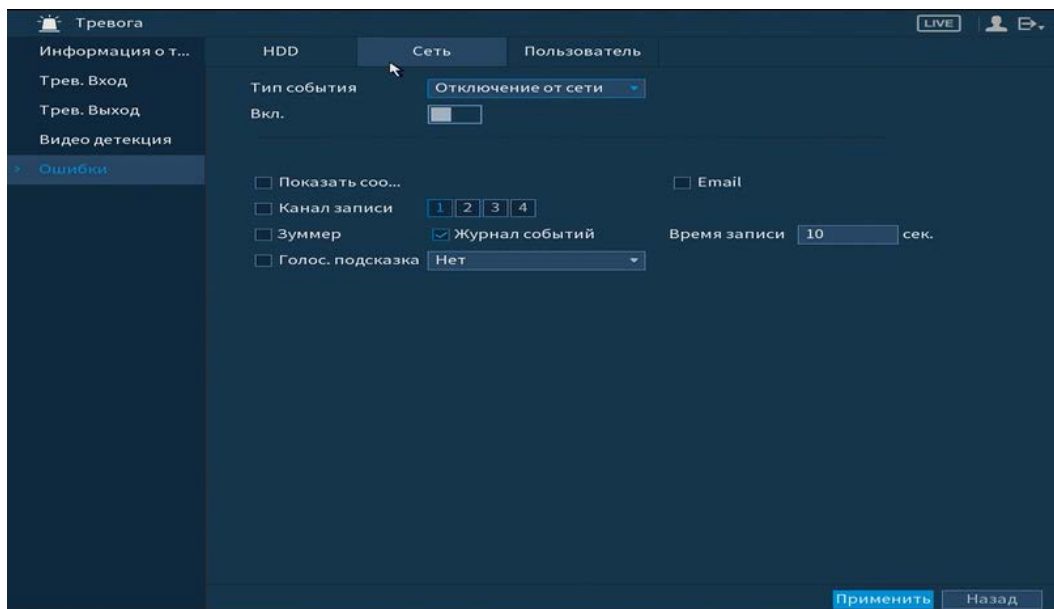 Тревога LIVE
Информация о т... HDD Сеть Пользователь
Трев. Вход Тип события Отключение от сети
Трев. Выход Вкл.
Видео детекция
Ошибки
Показать соо... Email
Канал записи 1 2 3 4
Зуммер Журнал событий Время записи 10 сек.
Голос. подсказка Нет
Применить Назад